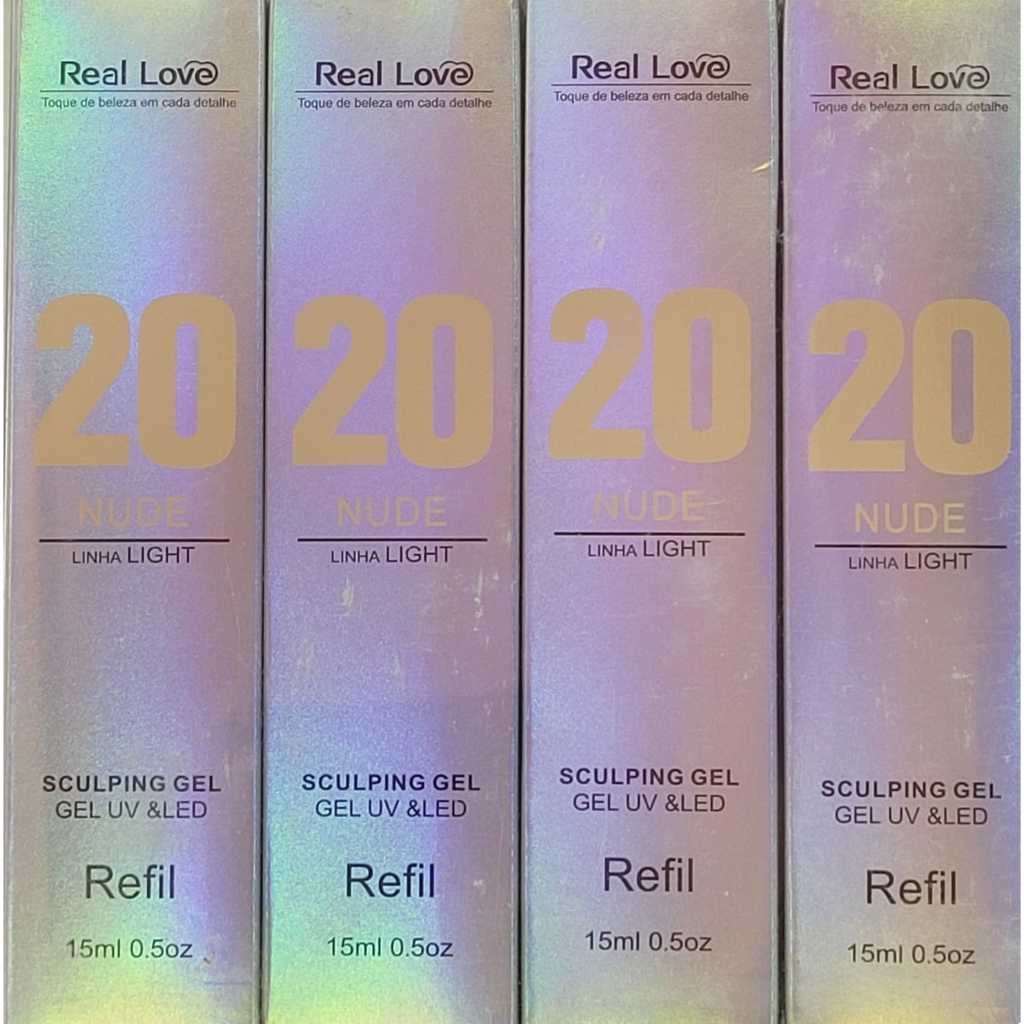 Real Love
Toque de beleza em cada detalhe
20
NUDE
LINHA LIGHT
SCULPING GEL
GEL UV &LED
Refil
15ml 0.5oz
Real Love
Toque de beleza em cada detalhe
20
NUDE
LINHA LIGHT
SCULPING GEL
GEL UV &LED
Refil
15ml 0.5oz
Real Love
Toque de beleza em cada detalhe
20
NUDE
LINHA LIGHT
SCULPING GEL
GEL UV &LED
Refil
15ml 0.5oz
Real Love
Toque de beleza em cada detalhe
20
NUDE
LINHA LIGHT
SCULPING GEL
GEL UV &LED
Refil
15ml 0.5oz